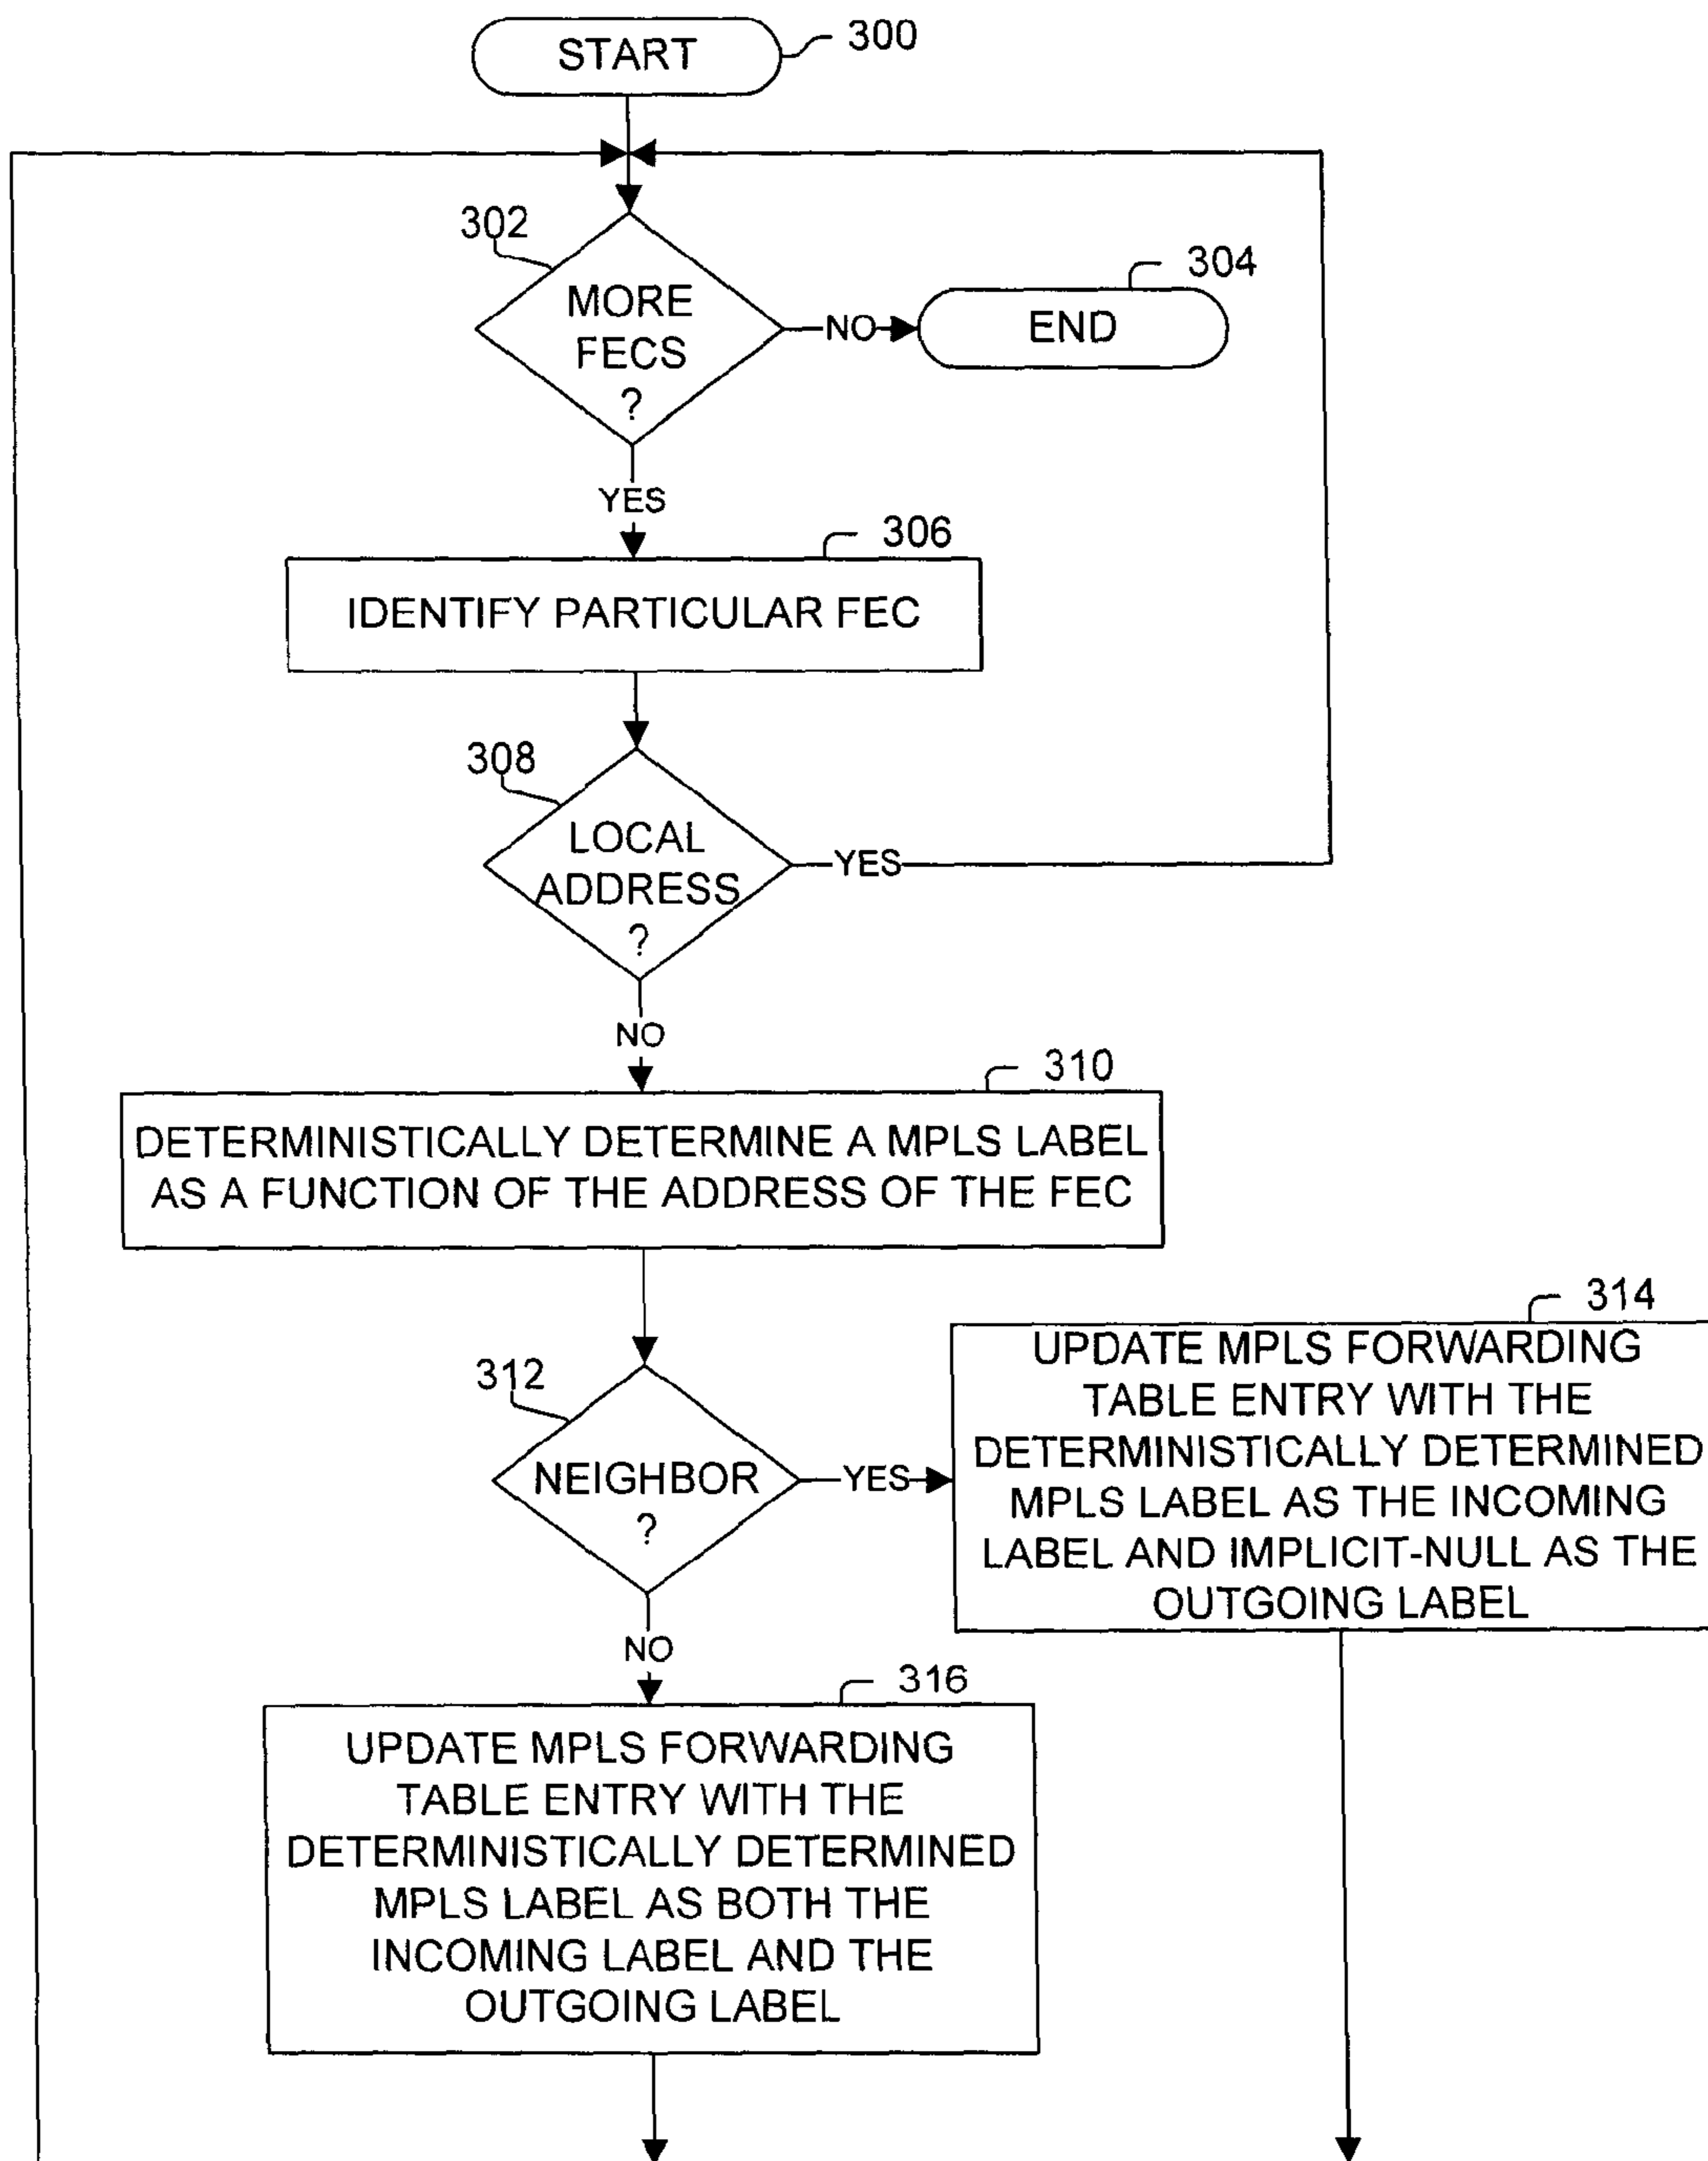 START
300
302
MORE
FECS
?
NO
304
END
YES
306
IDENTIFY PARTICULAR FEC
308
LOCAL
ADDRESS
?
YES
NO
310
DETERMINISTICALLY DETERMINE A MPLS LABEL
AS A FUNCTION OF THE ADDRESS OF THE FEC
312
NEIGHBOR
?
YES
314
UPDATE MPLS FORWARDING
TABLE ENTRY WITH THE
DETERMINISTICALLY DETERMINED
MPLS LABEL AS THE INCOMING
LABEL AND IMPLICIT-NULL AS THE
OUTGOING LABEL
NO
316
UPDATE MPLS FORWARDING
TABLE ENTRY WITH THE
DETERMINISTICALLY DETERMINED
MPLS LABEL AS BOTH THE
INCOMING LABEL AND THE
OUTGOING LABEL